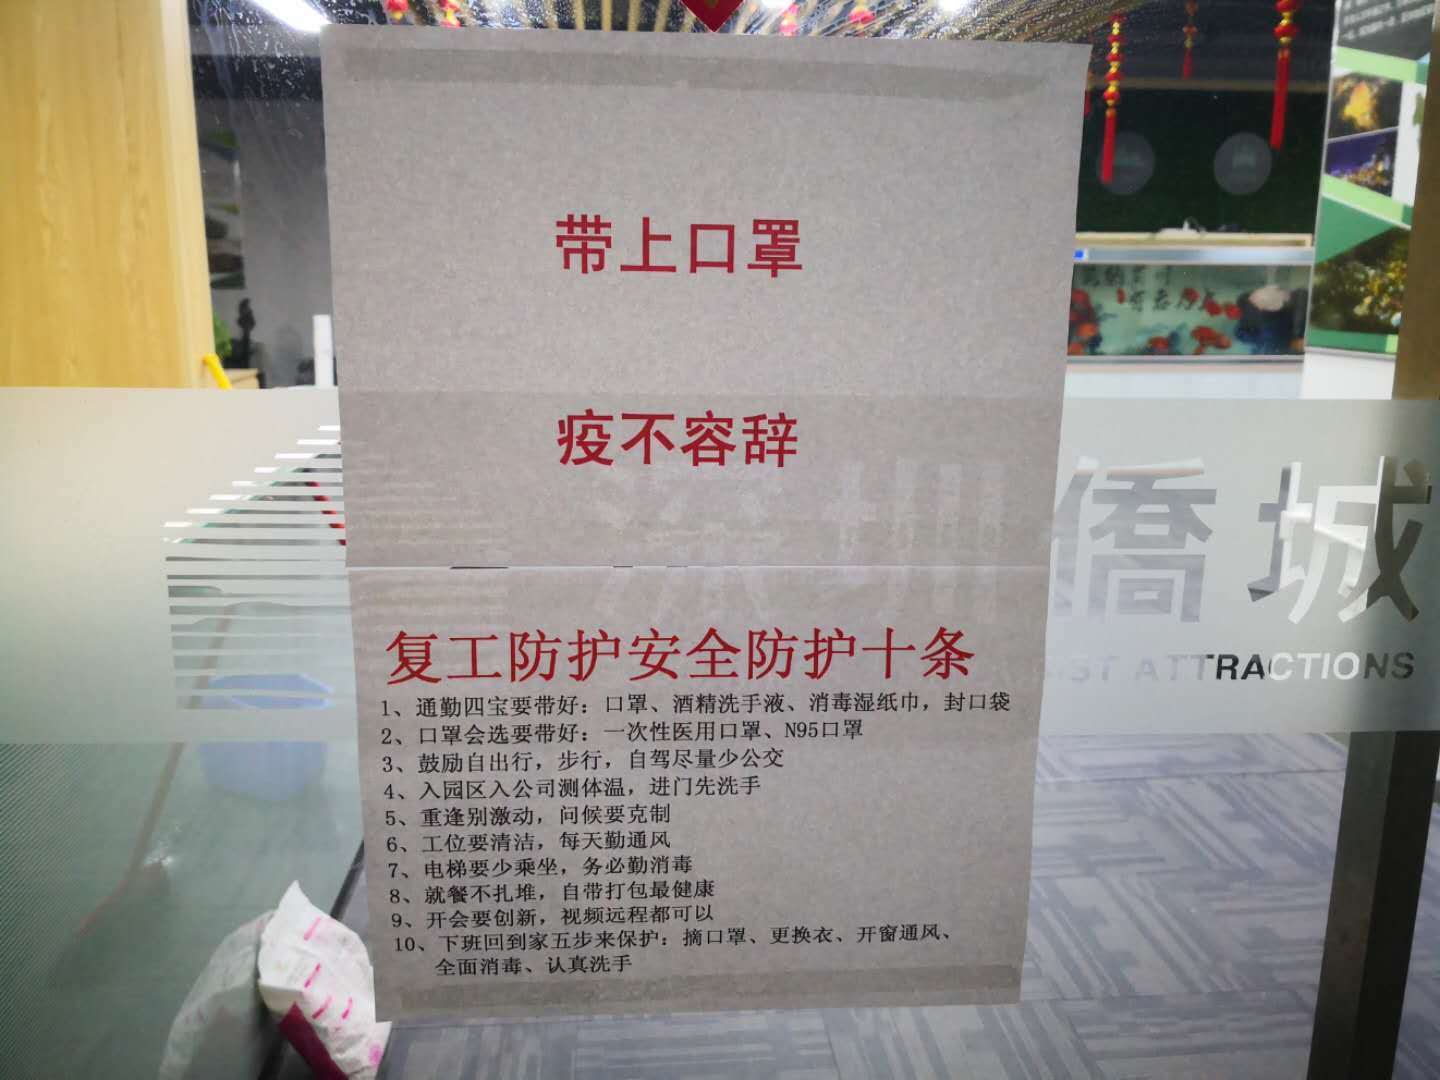 带上口罩
疫不容辞
复工防护安全防护十条
1、通勤四宝要带好：口罩、酒精洗手液、消毒湿纸巾，封口袋
2、口罩会选要带好：一次性医用口罩、N95口罩
3、鼓励自出行，步行，自驾尽量少公交
4、入园区入公司测体温，进门先洗手
5、重逢别激动，问候要克制
6、工位要清洁，每天勤通风
7、电梯要少乘坐，务必勤消毒
8、就餐不扎堆，自带打包最健康
9、开会要创新，视频远程都可以
10、下班回到家五步来保护：摘口罩、更换衣、开窗通风、
全面消毒、认真洗手
深圳僑城
ATTRACTIONS